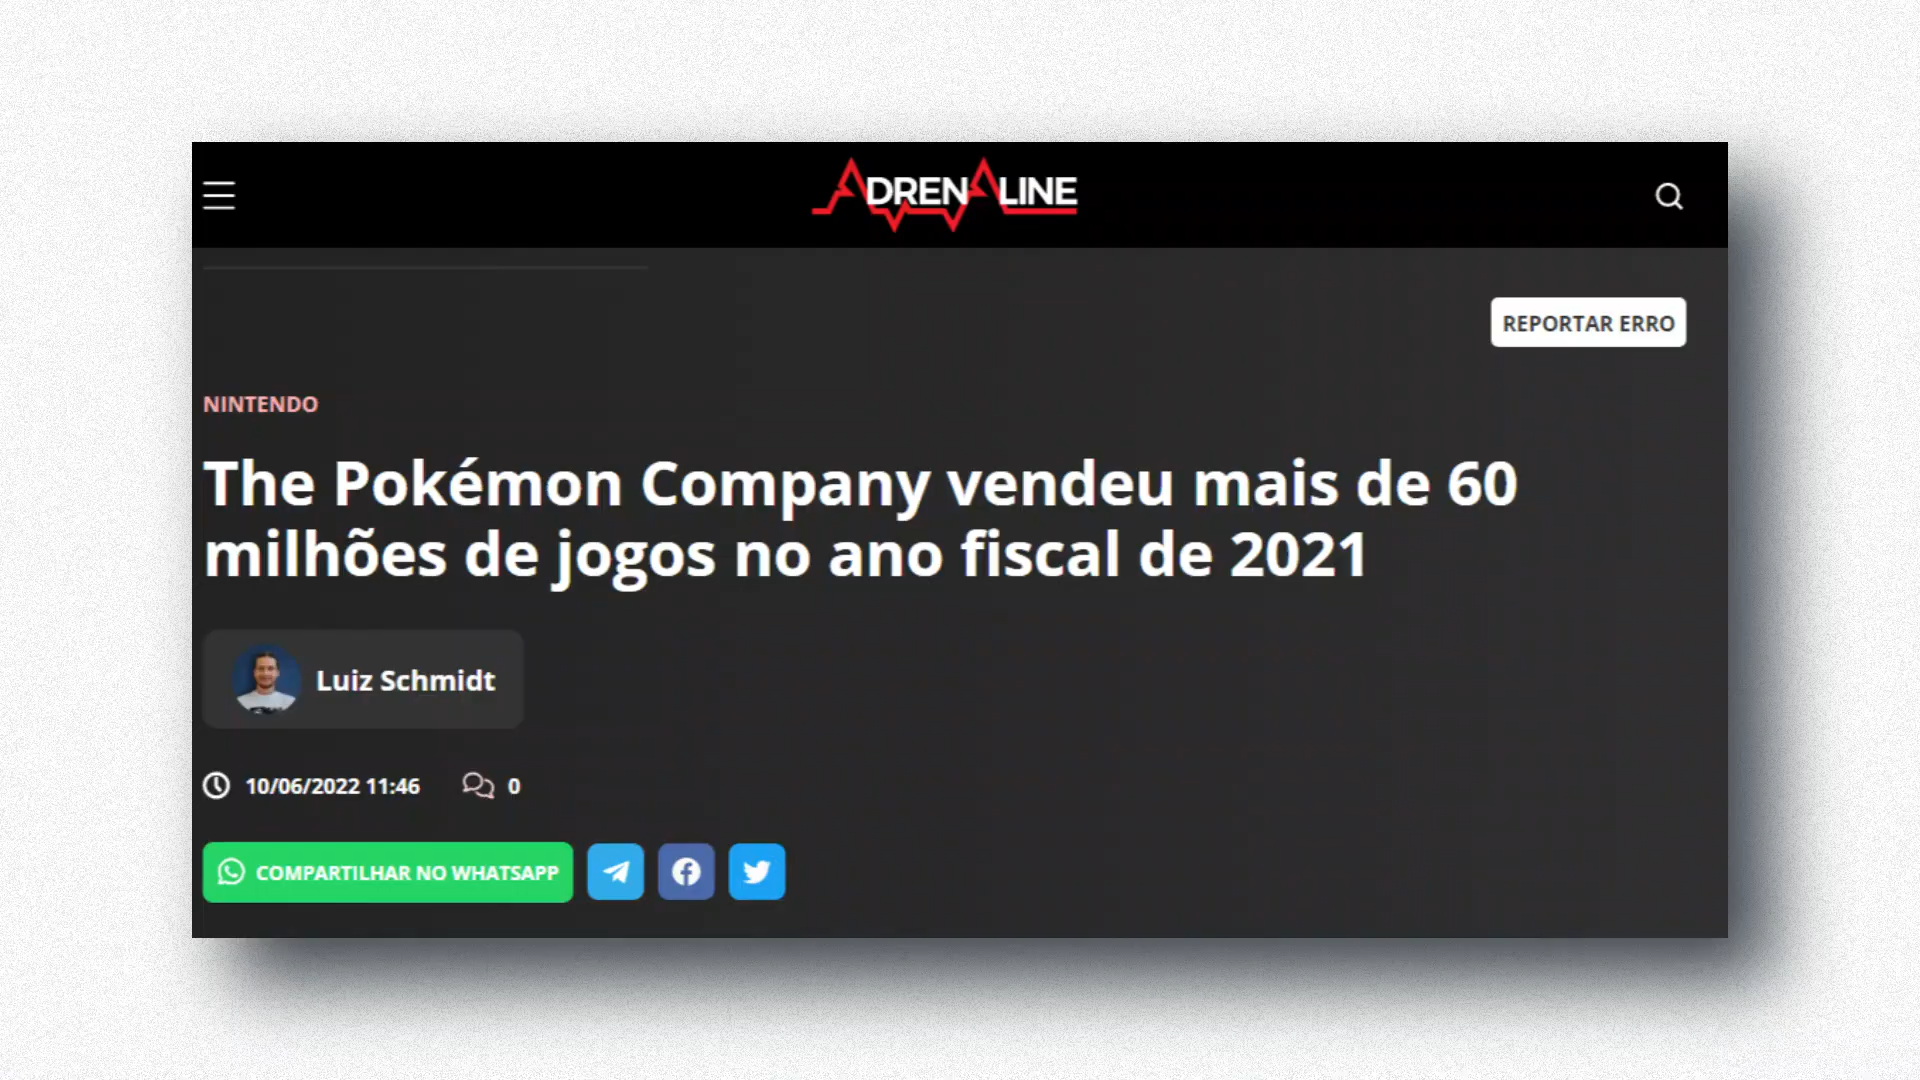 ADRENALINE
REPORTAR ERRO
NINTENDO
The Pokémon Company vendeu mais de 60
milhões de jogos no ano fiscal de 2021
Luiz Schmidt
10/06/2022 11:46 0
COMPARTILHAR NO WHATSAPP